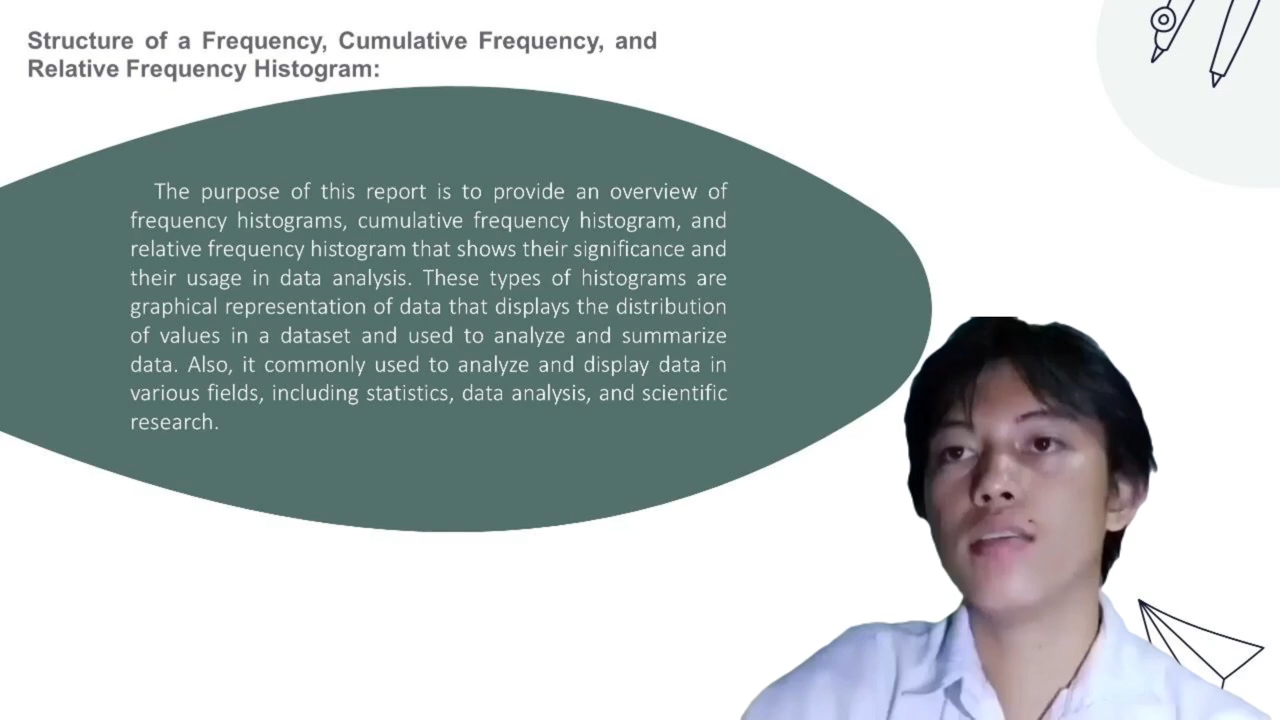 Structure of a Frequency, Cumulative Frequency, and
Relative Frequency Histogram:
The purpose of this report is to provide an overview of
frequency histograms, cumulative frequency histogram, and
relative frequency histogram that shows their significance and
their usage in data analysis. These types of histograms are
graphical representation of data that displays the distribution
of values in a dataset and used to analyze and summarize
data. Also, it commonly used to analyze and display data in
various fields, including statistics, data analysis, and scientific
research.